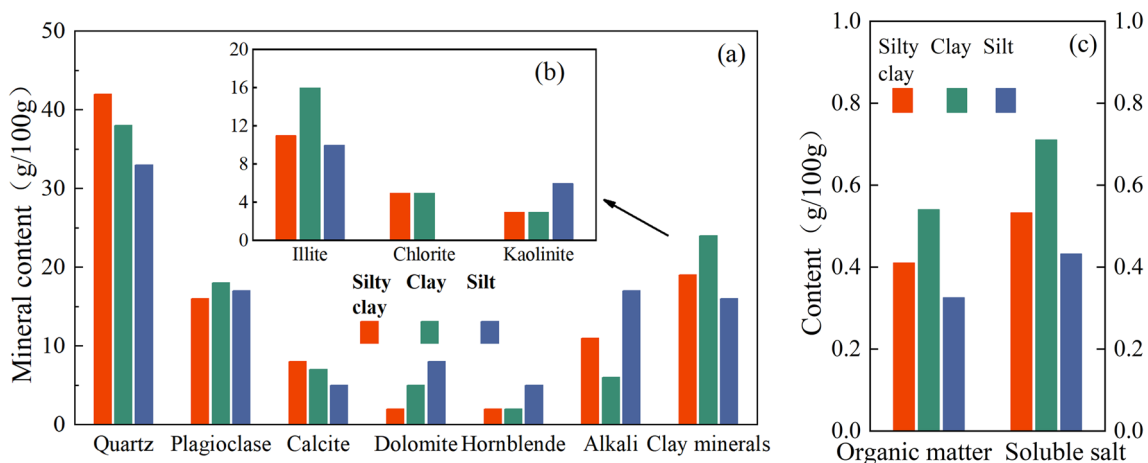 Mineral content (g/100g)
50
40
30
20
10
0
(a)
Quartz
Plagioclase
Calcite
Dolomite
Hornblende
Alkali
Clay minerals
Silty clay
Clay
Silt
20
16
12
8
4
0
(b)
Illite
Chlorite
Kaolinite
Content (g/100g)
1.0
0.8
0.6
0.4
0.2
0.0
Silty clay
Clay
Silt
(c)
1.0
0.8
0.6
0.4
0.2
0.0
Organic matter
Soluble salt